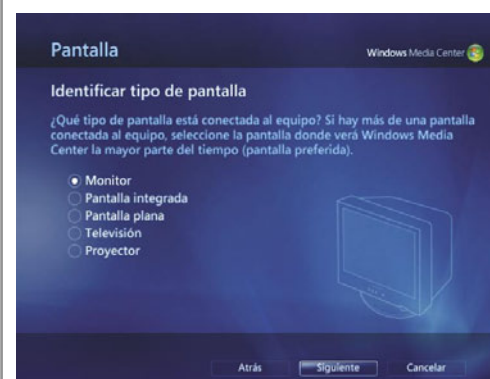 Pantalla
Windows Media Center
Identificar tipo de pantalla
¿Qué tipo de pantalla está conectada al equipo? Si hay más de una pantalla
conectada al equipo, seleccione la pantalla donde verá Windows Media
Center la mayor parte del tiempo (pantalla preferida).
Monitor
Pantalla integrada
Pantalla plana
Televisión
Proyector
Atrás
Siguiente
Cancelar